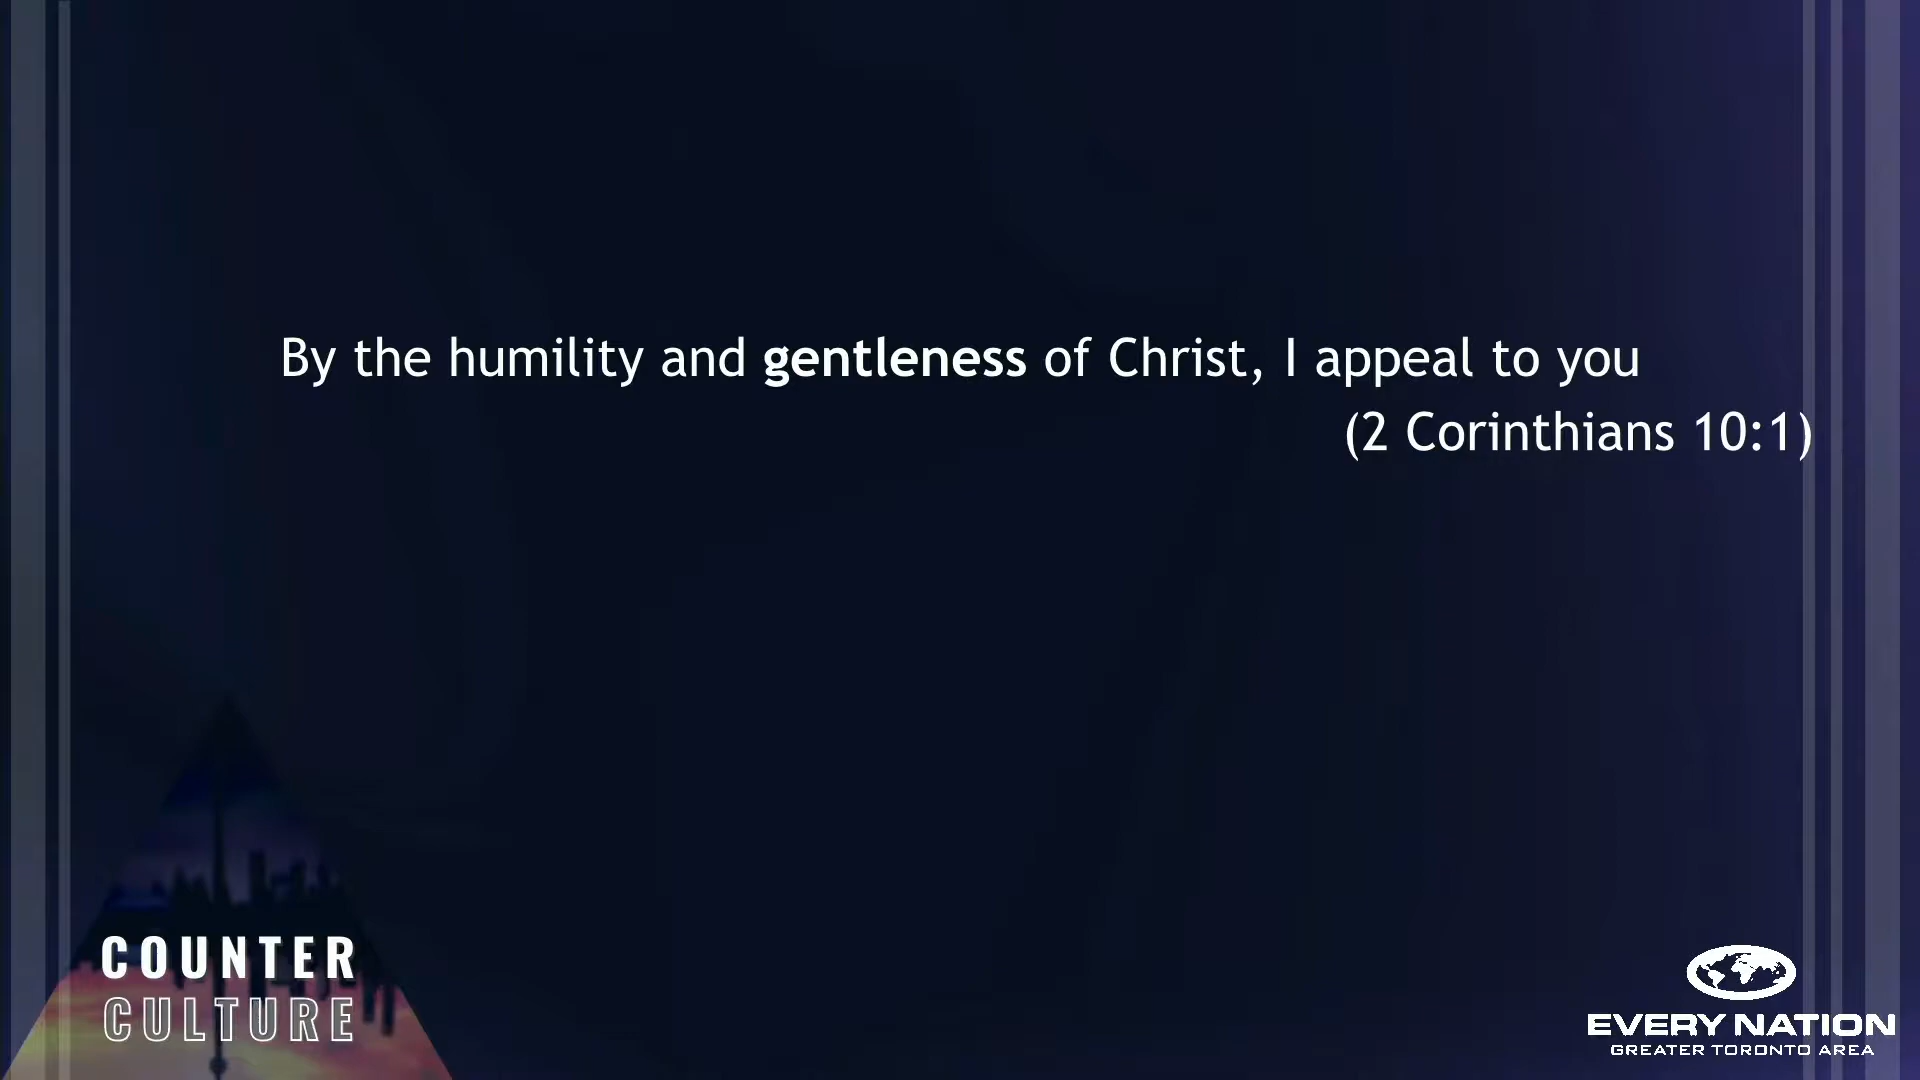 By the humility and gentleness of Christ, I appeal to you
(2 Corinthians 10:1)
COUNTER
CULTURE
EVERY NATION
GREATER TORONTO AREA